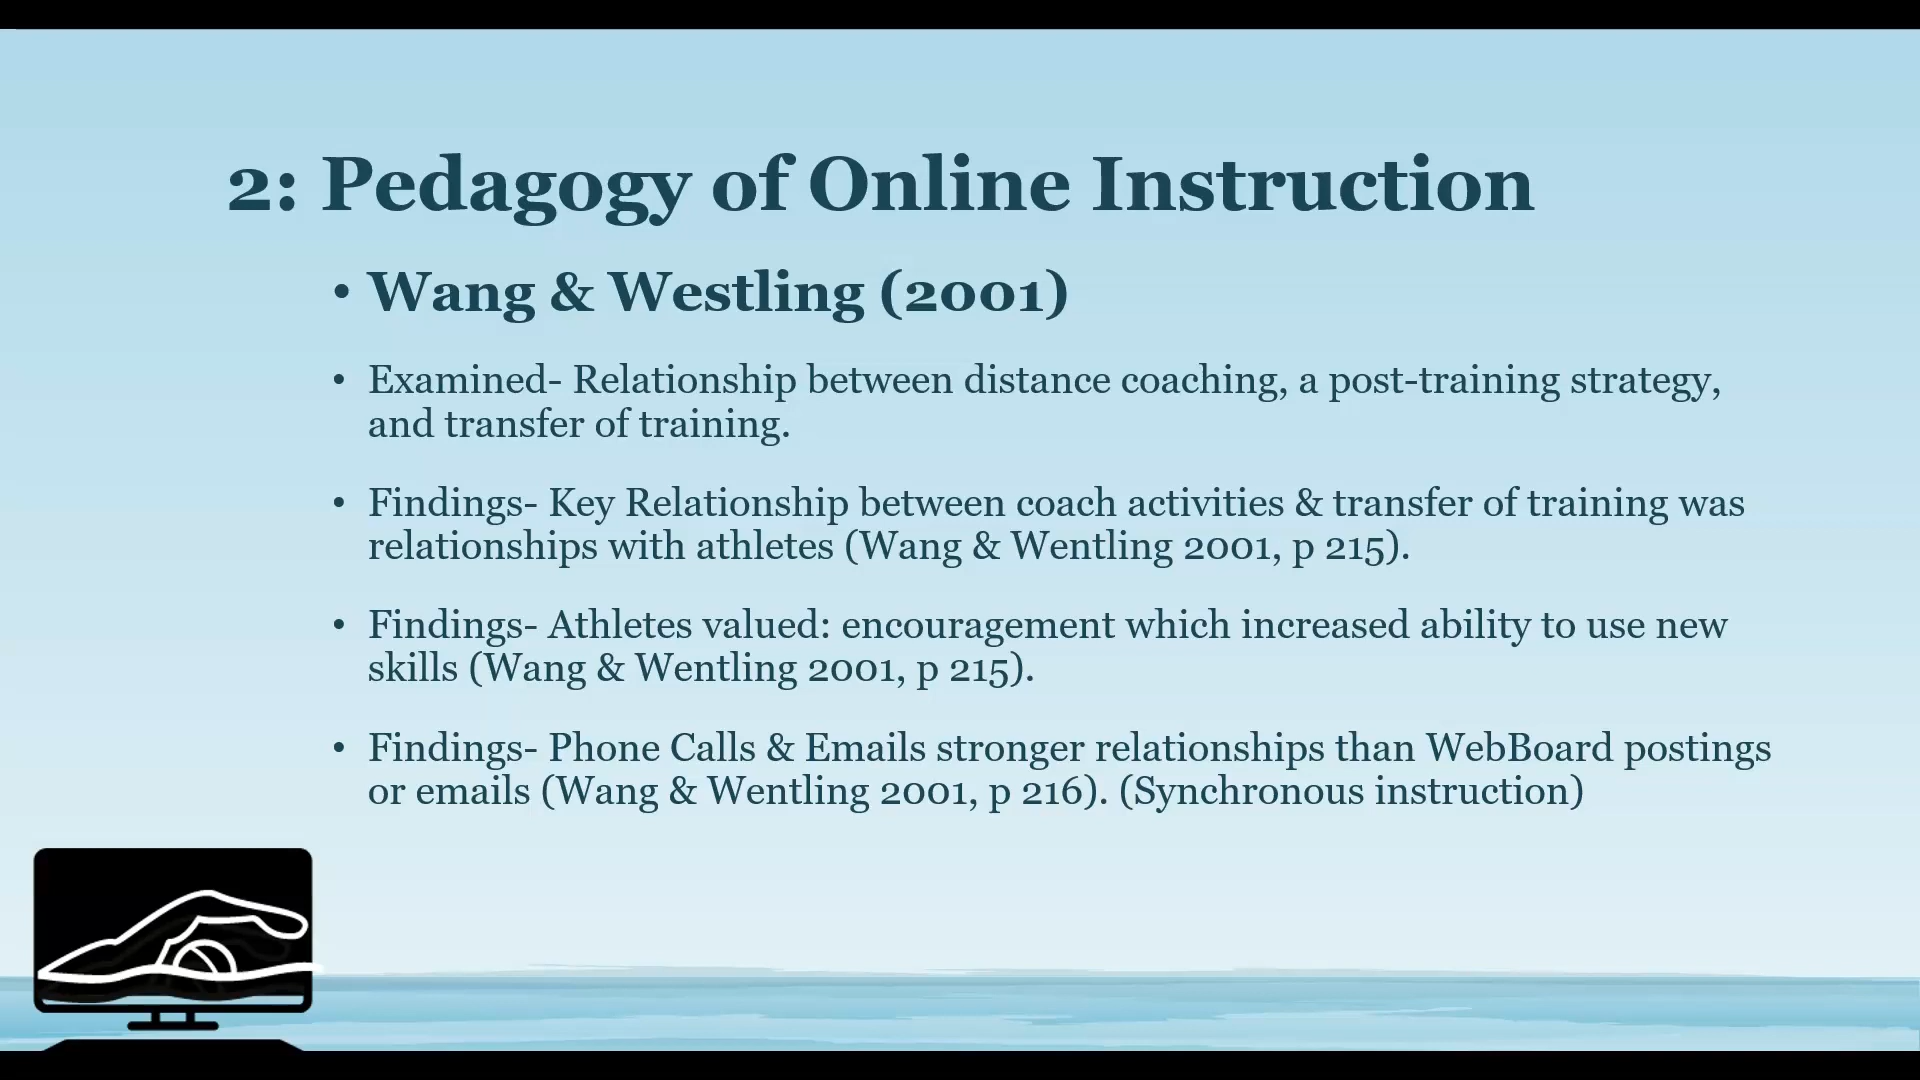 2: Pedagogy of Online Instruction
• Wang & Westling (2001)
• Examined- Relationship between distance coaching, a post-training strategy,
and transfer of training.
• Findings- Key Relationship between coach activities & transfer of training was
relationships with athletes (Wang & Wentling 2001, p 215).
• Findings- Athletes valued: encouragement which increased ability to use new
skills (Wang & Wentling 2001, p 215).
• Findings- Phone Calls & Emails stronger relationships than WebBoard postings
or emails (Wang & Wentling 2001, p 216). (Synchronous instruction)